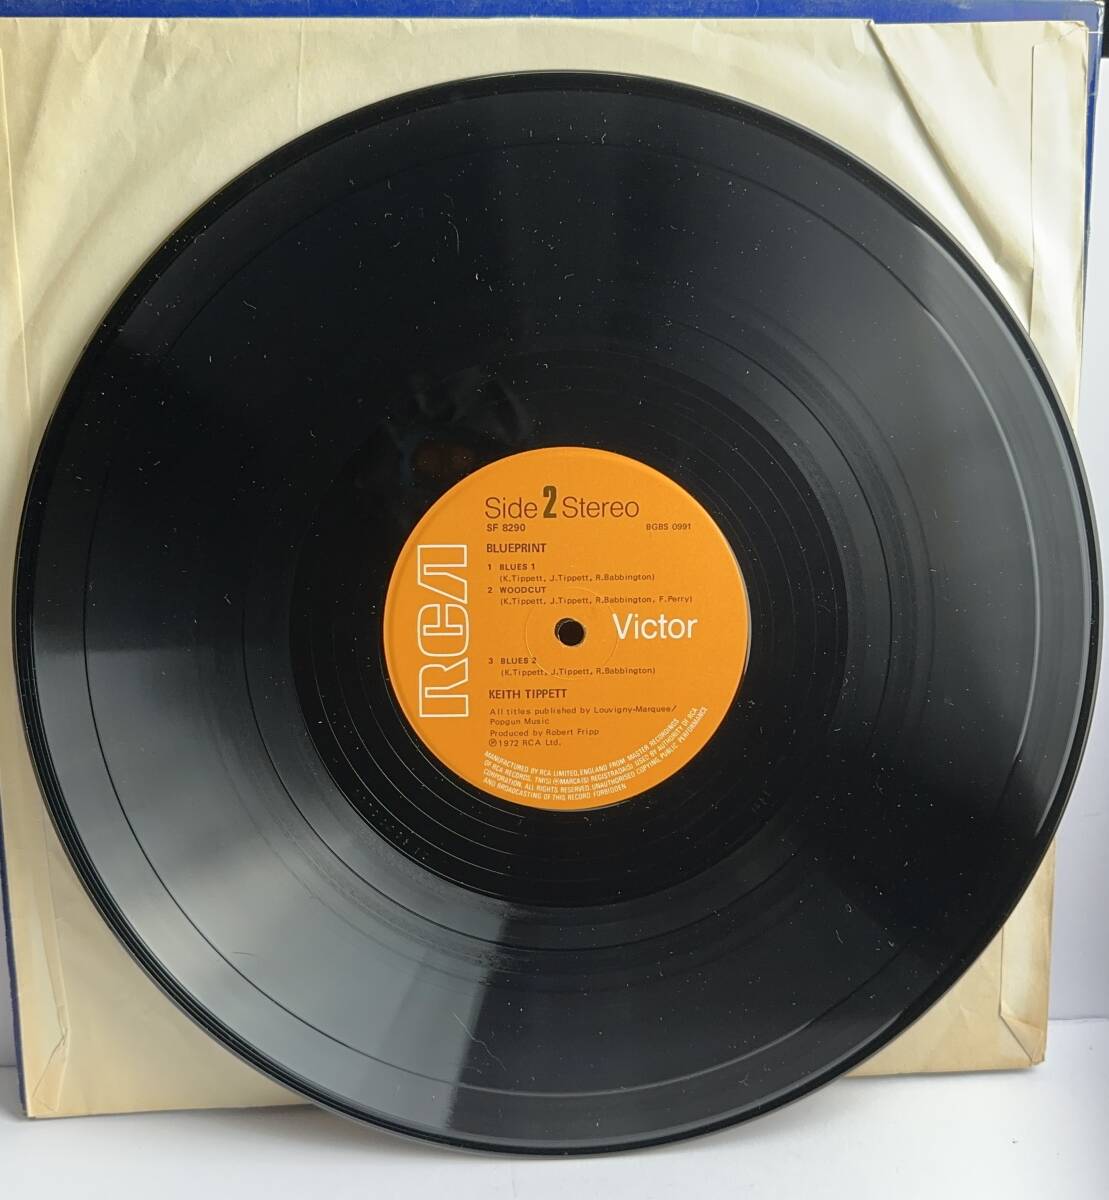 Side 2 Stereo
SF 8290 BGBS 0991
BLUEPRINT
1 BLUES 1
(K.Tippett, J.Tippett, R.Babbington)
2 WOODCUT
(K.Tippett, J.Tippett, R.Babbington, F.Perry)
RCA Victor
3 BLUES 2
(K.Tippett, J.Tippett, R.Babbington)
KEITH TIPPETT
All titles published by Louvigny-Marquee/
Popgun Music
Produced by Robert Fripp
℗1972 RCA Ltd.
MANUFACTURED BY RCA LIMITED, ENGLAND FROM MASTER RECORDINGS
OF RCA RECORDS. TM(S) ®MARCA(S) REGISTRADA(S) USED BY AUTHORITY OF RCA
CORPORATION. ALL RIGHTS RESERVED. UNAUTHORISED COPYING, PUBLIC PERFORMANCE
AND BROADCASTING OF THIS RECORD FORBIDDEN